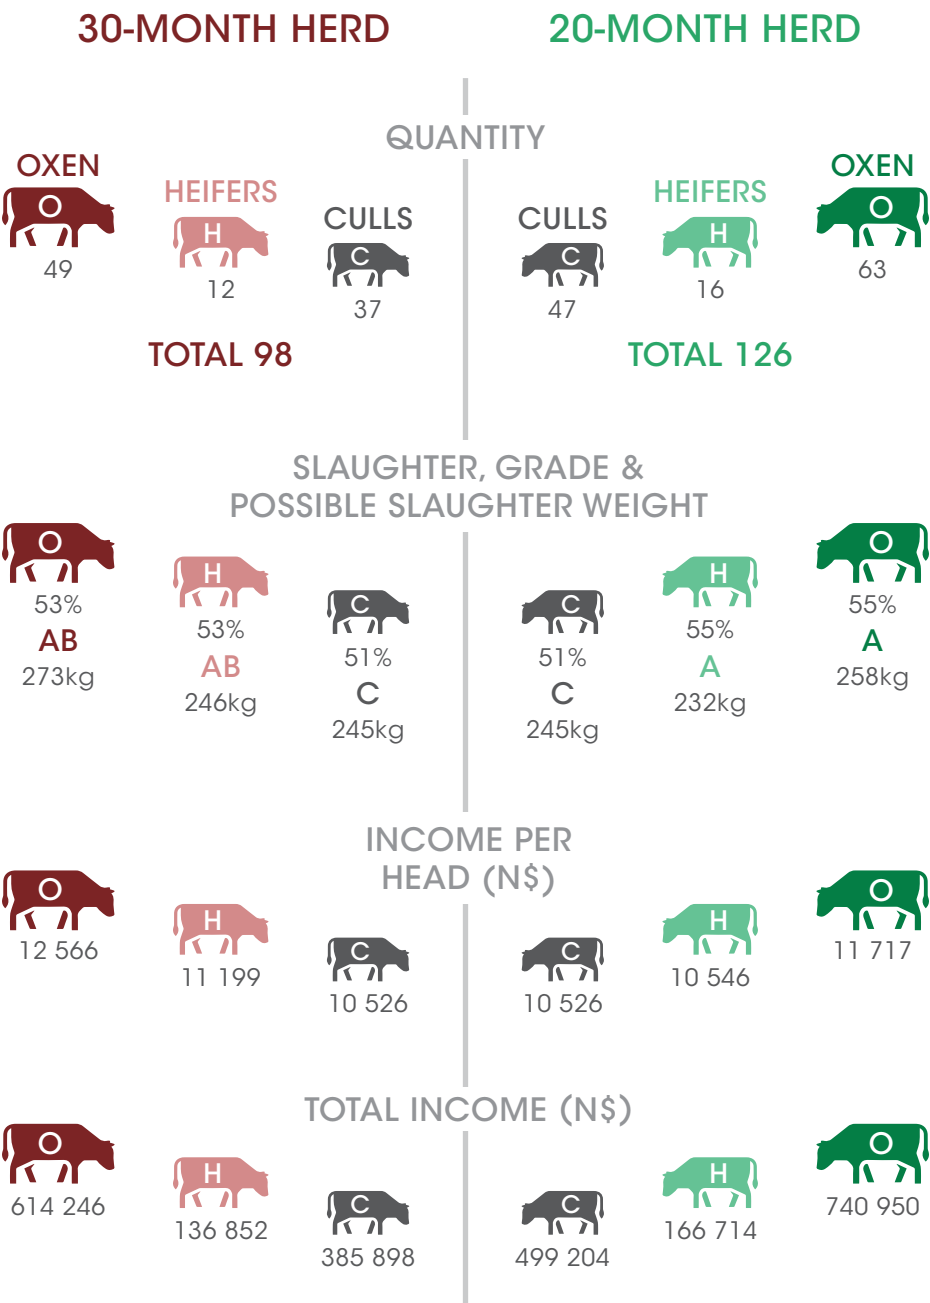 30-MONTH HERD
20-MONTH HERD
QUANTITY
OXEN
O
49
HEIFERS
H
12
CULLS
C
37
CULLS
C
47
HEIFERS
H
16
OXEN
O
63
TOTAL 98
TOTAL 126
SLAUGHTER, GRADE &
POSSIBLE SLAUGHTER WEIGHT
O
53%
AB
273kg
H
53%
AB
246kg
C
51%
C
245kg
C
51%
C
245kg
H
55%
A
232kg
O
55%
A
258kg
INCOME PER
HEAD (N$)
O
12 566
H
11 199
C
10 526
C
10 526
H
10 546
O
11 717
TOTAL INCOME (N$)
O
614 246
H
136 852
C
385 898
C
499 204
H
166 714
O
740 950